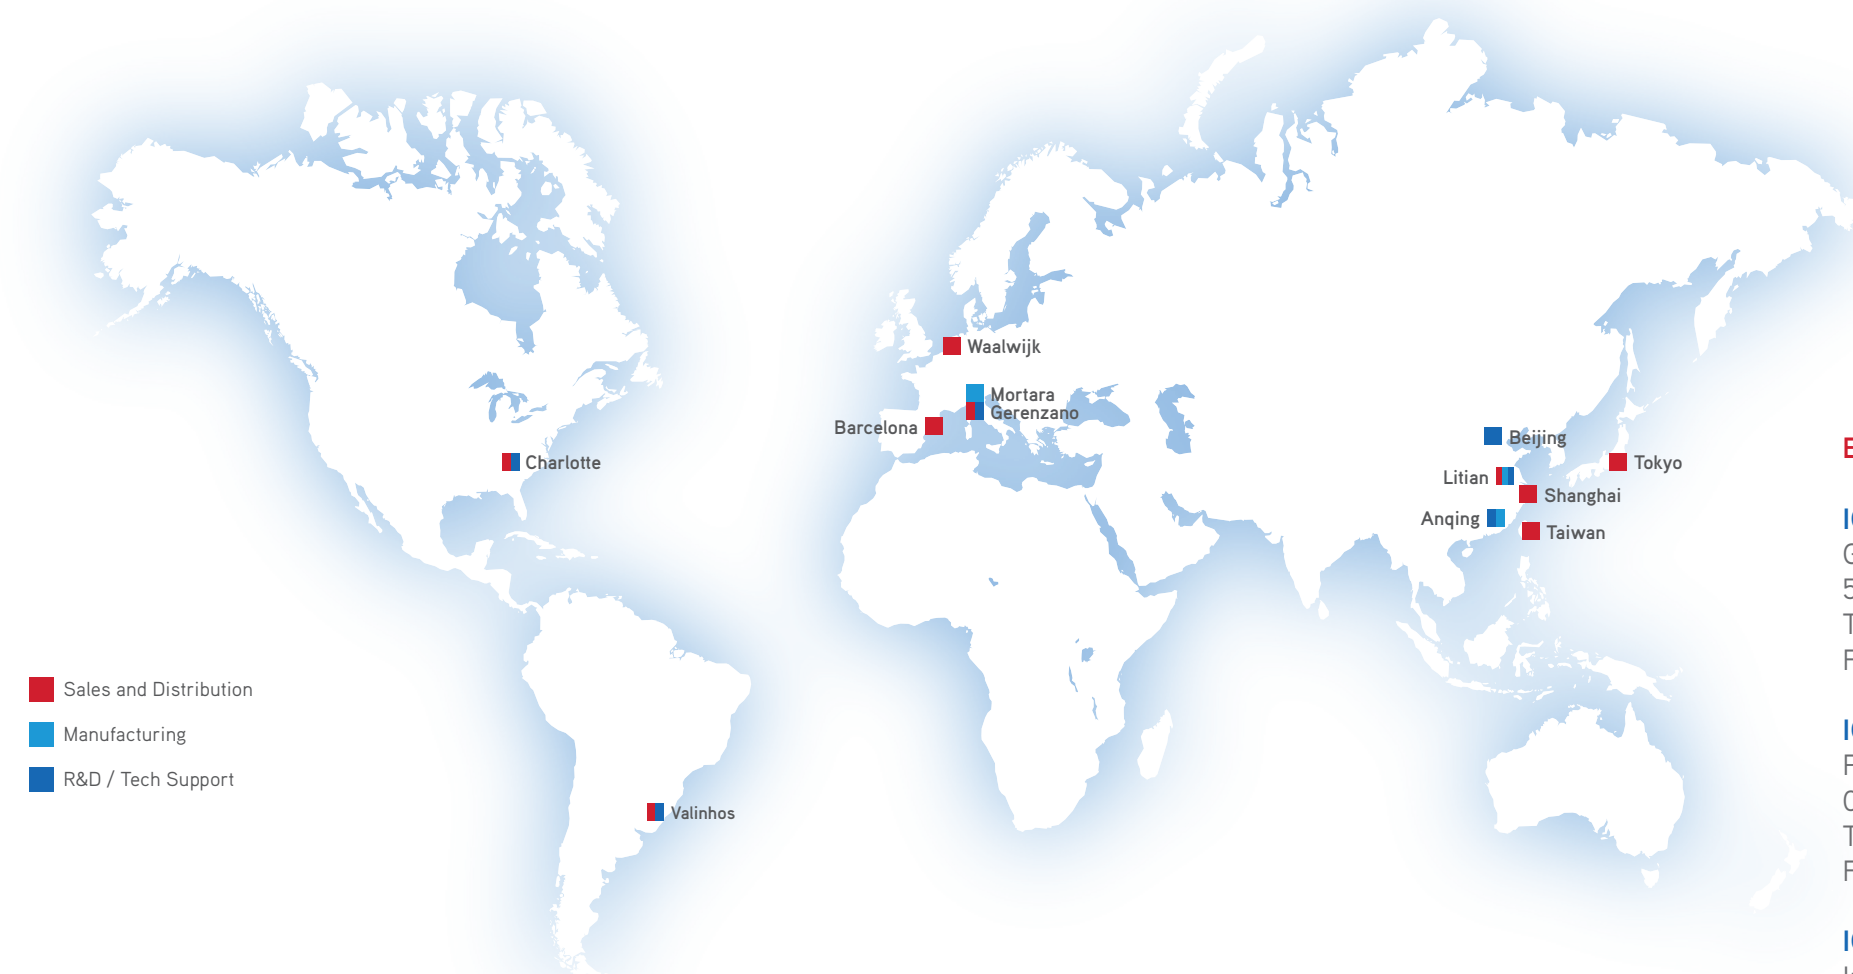 Waalwijk
Mortara
Gerenzano
Barcelona
Beijing
Charlotte
Tokyo
Litian
Shanghai
Anqing
Taiwan
Sales and Distribution
Manufacturing
R&D / Tech Support
Valinhos